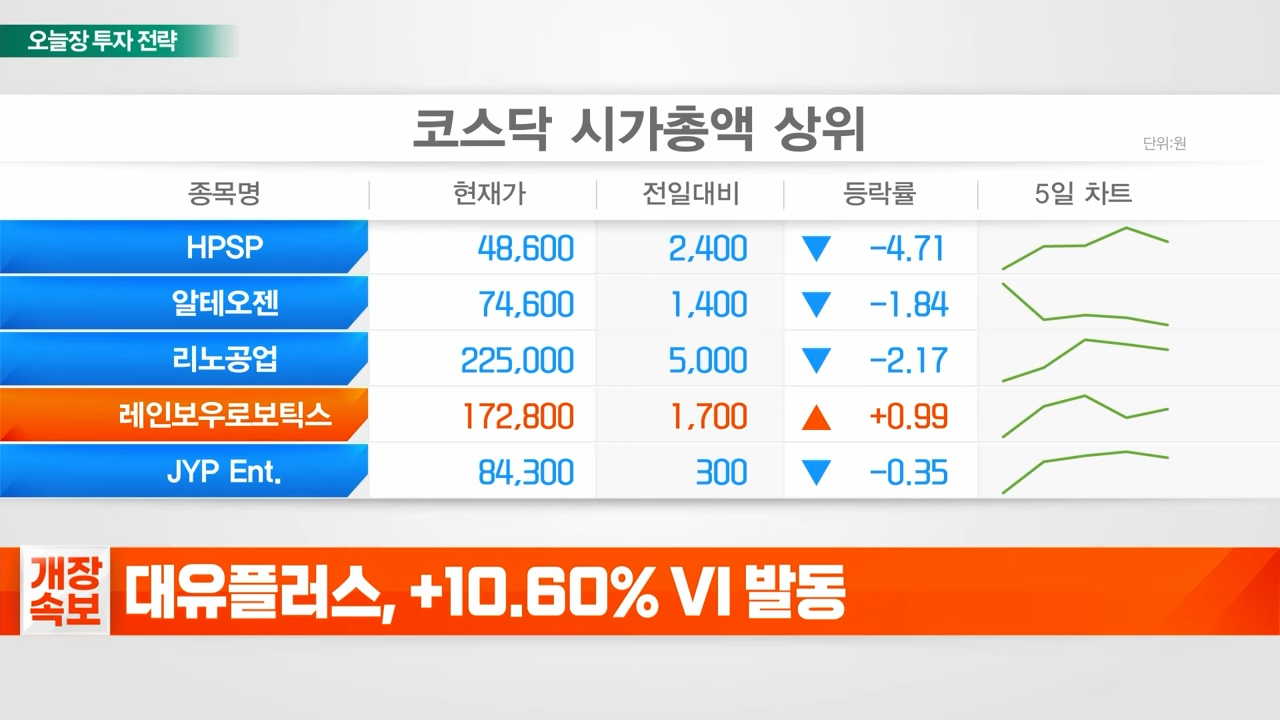 오늘장 투자 전략
코스닥 시가총액 상위
단위:원
종목명 현재가 전일대비 등락률 5일 차트
HPSP 48,600 2,400 ▼ -4.71
알테오젠 74,600 1,400 ▼ -1.84
리노공업 225,000 5,000 ▼ -2.17
레인보우로보틱스 172,800 1,700 ▲ +0.99
JYP Ent. 84,300 300 ▼ -0.35
개장
속보
대유플러스, +10.60% VI 발동